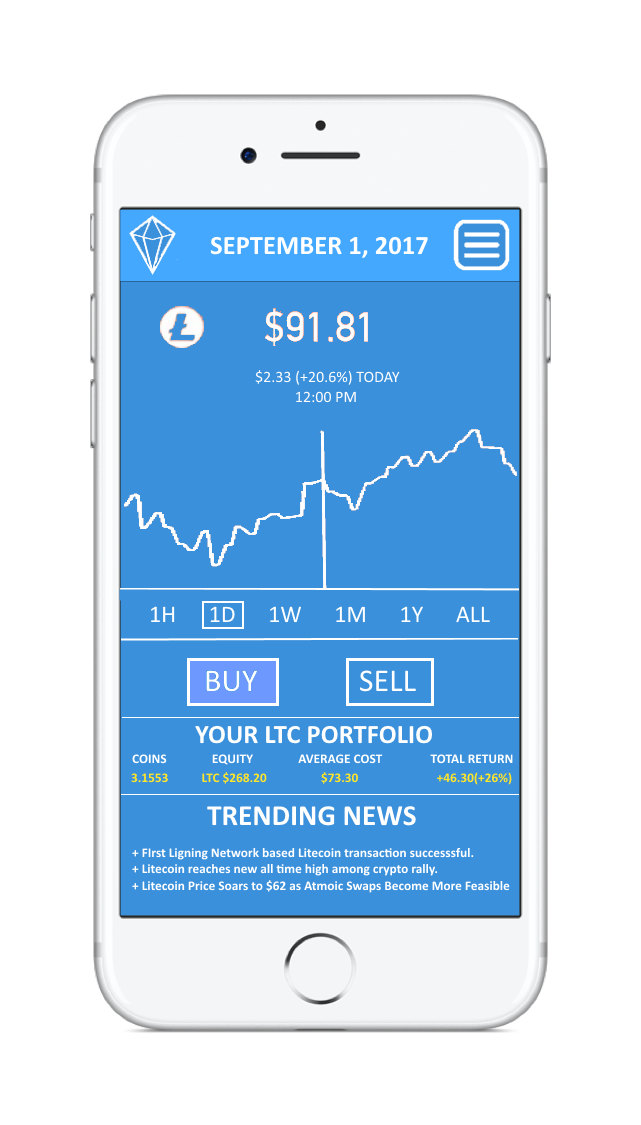 SEPTEMBER 1, 2017
$91.81
$2.33 (+20.6%) TODAY
12:00 PM
1H 1D 1W 1M 1Y ALL
BUY SELL
YOUR LTC PORTFOLIO
COINS EQUITY AVERAGE COST TOTAL RETURN
3.1553 LTC $268.20 $73.30 +46.30(+26%)
TRENDING NEWS
+ FIrst Ligning Network based Litecoin transaction successsful.
+ Litecoin reaches new all time high among crypto rally.
+ Litecoin Price Soars to $62 as Atmoic Swaps Become More Feasible